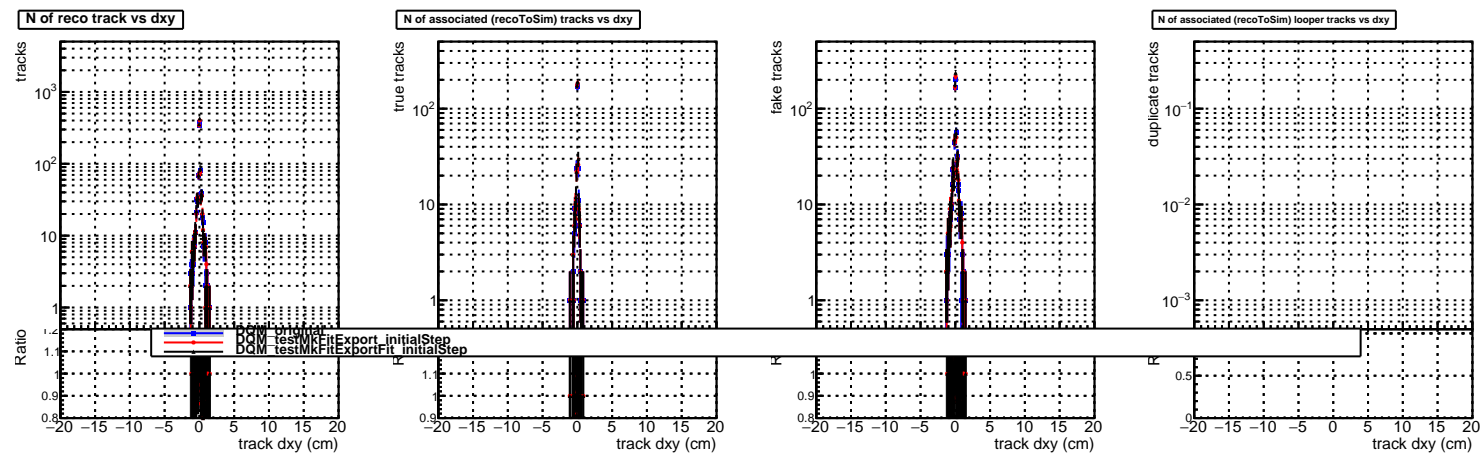 N of reco track vs dxy
N of associated (recoToSim) tracks vs dxy
N of associated (recoToSim) looper tracks vs dxy
tracks
10³
10²
10
1
true tracks
10²
10
1
fake tracks
10²
10
1
duplicate tracks
10⁻¹
10⁻²
10⁻³
DQM_original
DQM_testMkFitExport_initialStep
DQM_testMkFitExportFit_initialStep
Ratio
1.2
1.1
1
0.9
0.8
−20 −15 −10 −5 0 5 10 15 20
track dxy (cm)
1.1
1
0.9
−20 −15 −10 −5 0 5 10 15 20
track dxy (cm)
1.1
1
0.9
0.8
−20 −15 −10 −5 0 5 10 15 20
track dxy (cm)
Ratio
0.5
0
−20 −15 −10 −5 0 5 10 15 20
track dxy (cm)